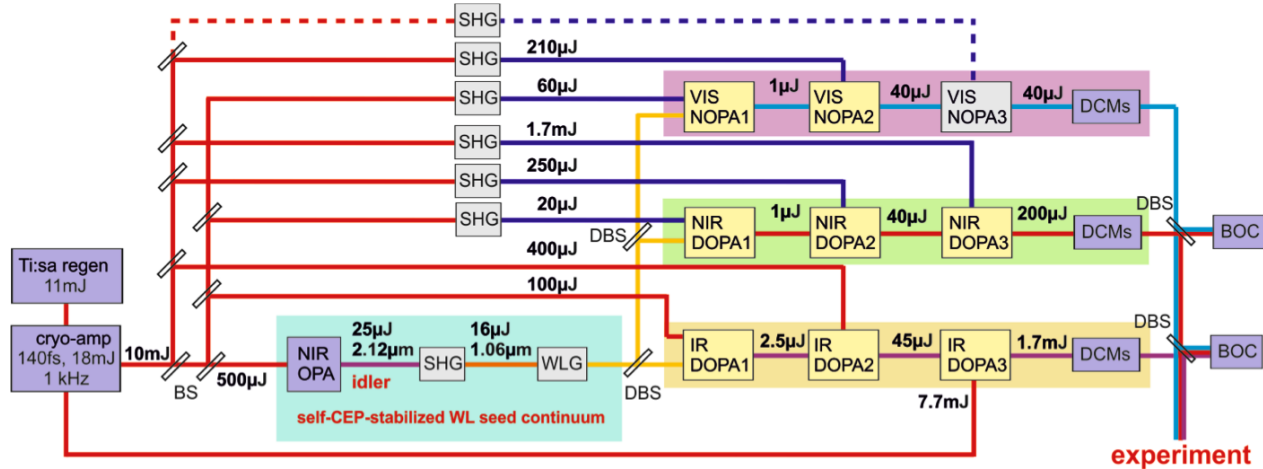 SHG
SHG
210µJ
SHG
60µJ
SHG
1.7mJ
SHG
250µJ
SHG
20µJ
400µJ
100µJ
VIS
NOPA1
1µJ
VIS
NOPA2
40µJ
VIS
NOPA3
40µJ
DCMs
DBS
NIR
DOPA1
1µJ
NIR
DOPA2
40µJ
NIR
DOPA3
200µJ
DCMs
DBS
BOC
Ti:sa regen
11mJ
cryo-amp
140fs, 18mJ
1 kHz
10mJ
BS
500µJ
NIR
OPA
25µJ
2.12µm
idler
SHG
16µJ
1.06µm
WLG
self-CEP-stabilized WL seed continuum
DBS
IR
DOPA1
2.5µJ
IR
DOPA2
45µJ
IR
DOPA3
1.7mJ
DCMs
DBS
BOC
7.7mJ
experiment